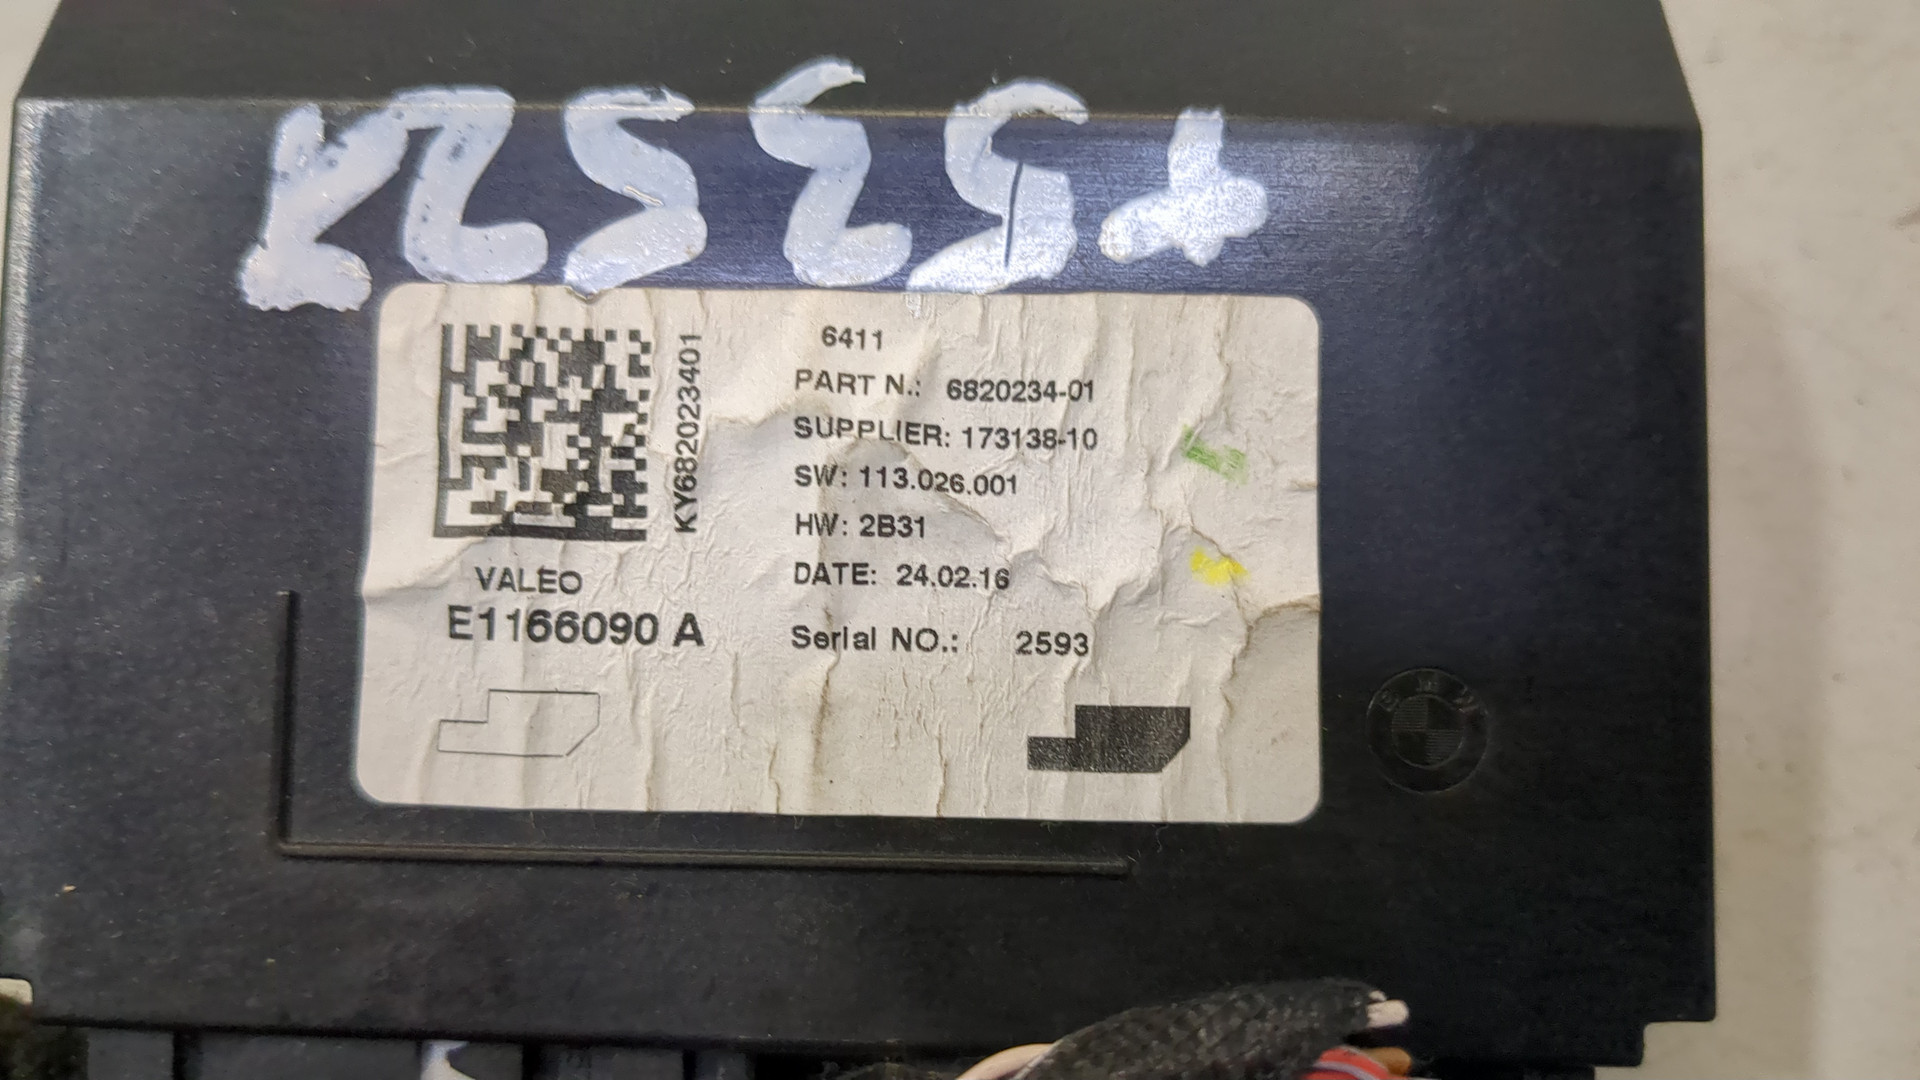 6411
PART N.: 6820234-01
SUPPLIER: 173138-10
SW: 113.026.001
HW: 2B31
DATE: 24.02.16
Serial NO.: 2593
KY682023401
VALEO
E1166090 A
BMW